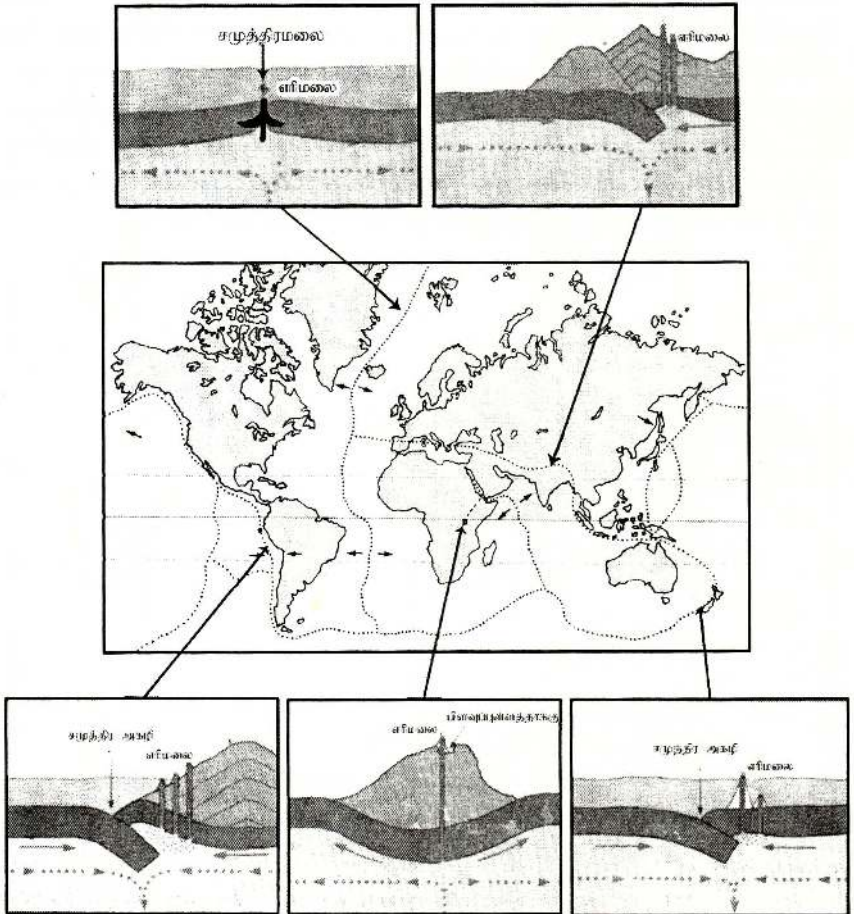 சமுத்திரமலை
எரிமலை
எரிமலை
சமுத்திர அகழி
எரிமலை
எரிமலை
பிளவுப்பள்ளத்தாக்கு
சமுத்திர அகழி
எரிமலை